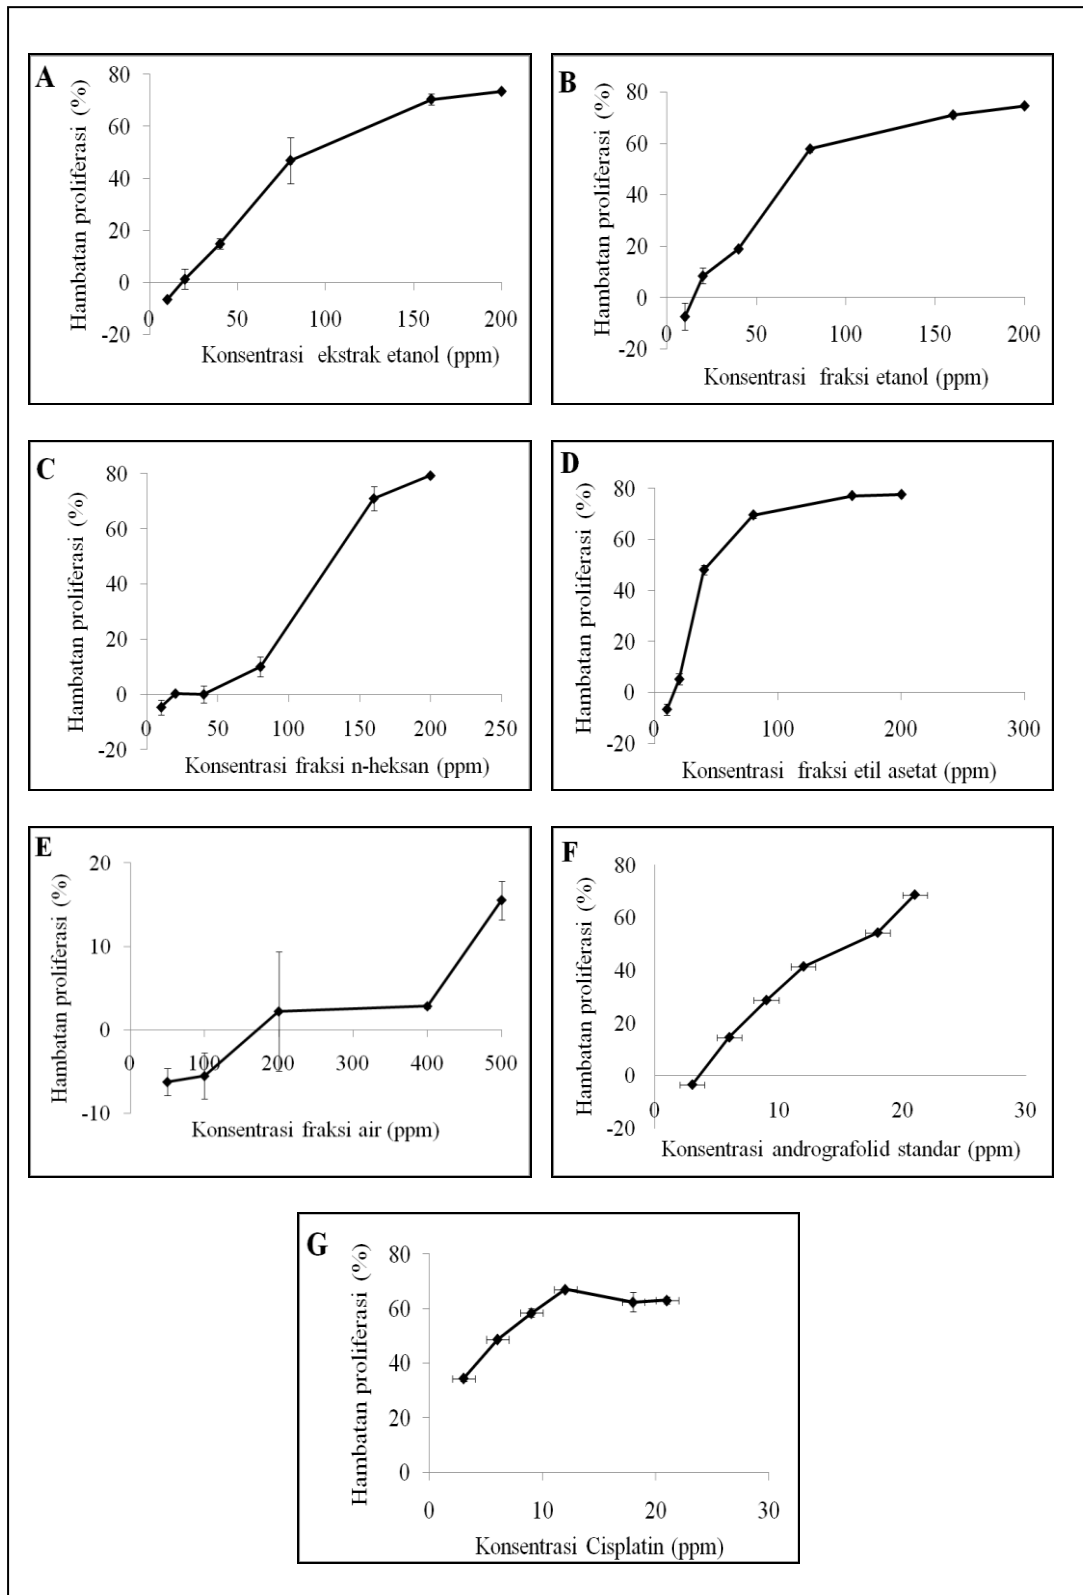 A
Hambatan proliferasi (%)
80
60
40
20
0
-20
0 50 100 150 200
Konsentrasi ekstrak etanol (ppm)
B
Hambatan proliferasi (%)
80
60
40
20
0
-20
0 50 100 150 200
Konsentrasi fraksi etanol (ppm)
C
Hambatan proliferasi (%)
80
60
40
20
0
-20
0 50 100 150 200 250
Konsentrasi fraksi n-heksan (ppm)
D
Hambatan proliferasi (%)
80
60
40
20
0
-20
0 100 200 300
Konsentrasi fraksi etil asetat (ppm)
E
Hambatan proliferasi (%)
20
10
0
-10
0 100 200 300 400 500
Konsentrasi fraksi air (ppm)
F
Hambatan proliferasi (%)
80
60
40
20
0
-20
0 10 20 30
Konsentrasi andrografolid standar (ppm)
G
Hambatan proliferasi (%)
80
60
40
20
0
0 10 20 30
Konsentrasi Cisplatin (ppm)